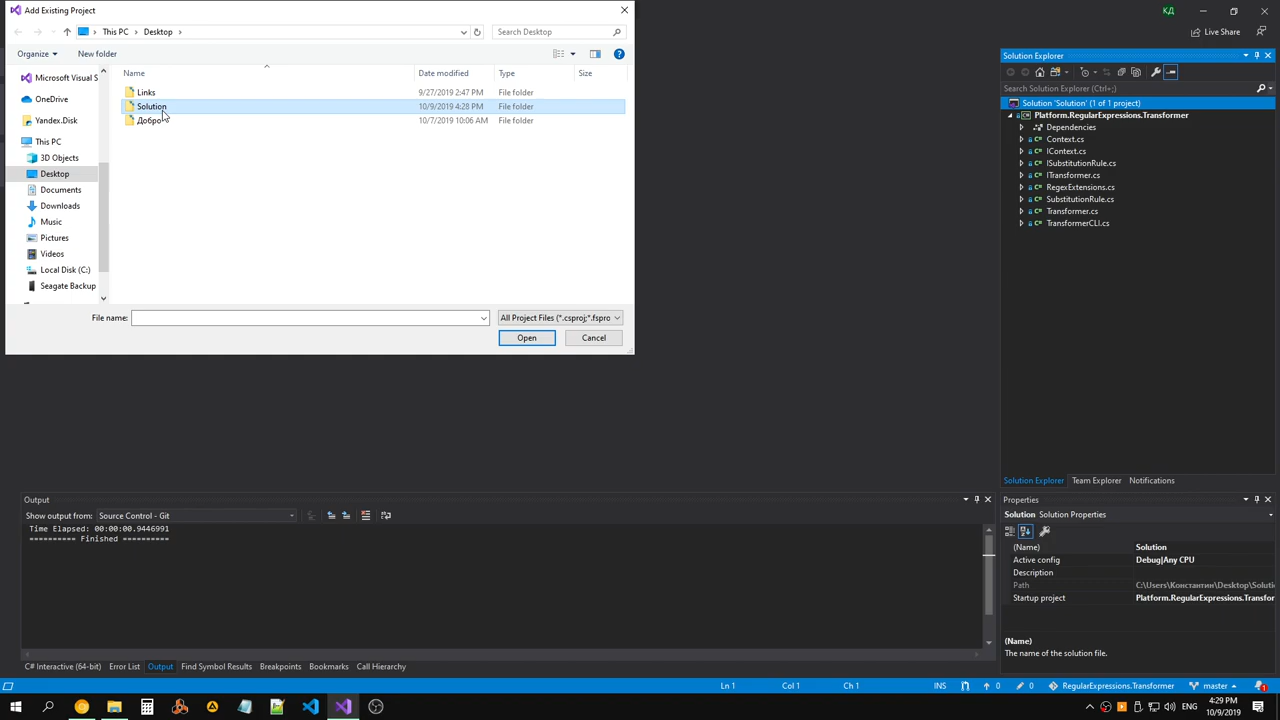 Add Existing Project
КД
This PC
Desktop
Search Desktop
Live Share
Organize
New folder
Solution Explorer
Name
Date modified
Type
Size
Microsoft Visual S
OneDrive
Yandex.Disk
This PC
3D Objects
Desktop
Documents
Downloads
Music
Pictures
Videos
Local Disk (C:)
Seagate Backup
Links 9/27/2019 2:47 PM File folder
Solution 10/9/2019 4:28 PM File folder
Добро 10/7/2019 10:06 AM File folder
File name:
All Project Files (*.csproj;*.fspro
Open
Cancel
Search Solution Explorer (Ctrl+;)
Solution 'Solution' (1 of 1 project)
Platform.RegularExpressions.Transformer
Dependencies
Context.cs
IContext.cs
ISubstitutionRule.cs
ITransformer.cs
RegexExtensions.cs
SubstitutionRule.cs
Transformer.cs
TransformerCLI.cs
Solution Explorer Team Explorer Notifications
Output
Show output from: Source Control - Git
Time Elapsed: 00:00:00.9446991
========== Finished ==========
Properties
Solution Solution Properties
(Name) Solution
Active config Debug|Any CPU
Description
Path C:\Users\Константин\Desktop\Soluti
Startup project Platform.RegularExpressions.Transfor
(Name)
The name of the solution file.
C# Interactive (64-bit) Error List Output Find Symbol Results Breakpoints Bookmarks Call Hierarchy
Ln 1 Col 1 Ch 1 INS 0 0 RegularExpressions.Transformer master 1
ENG
4:29 PM
10/9/2019